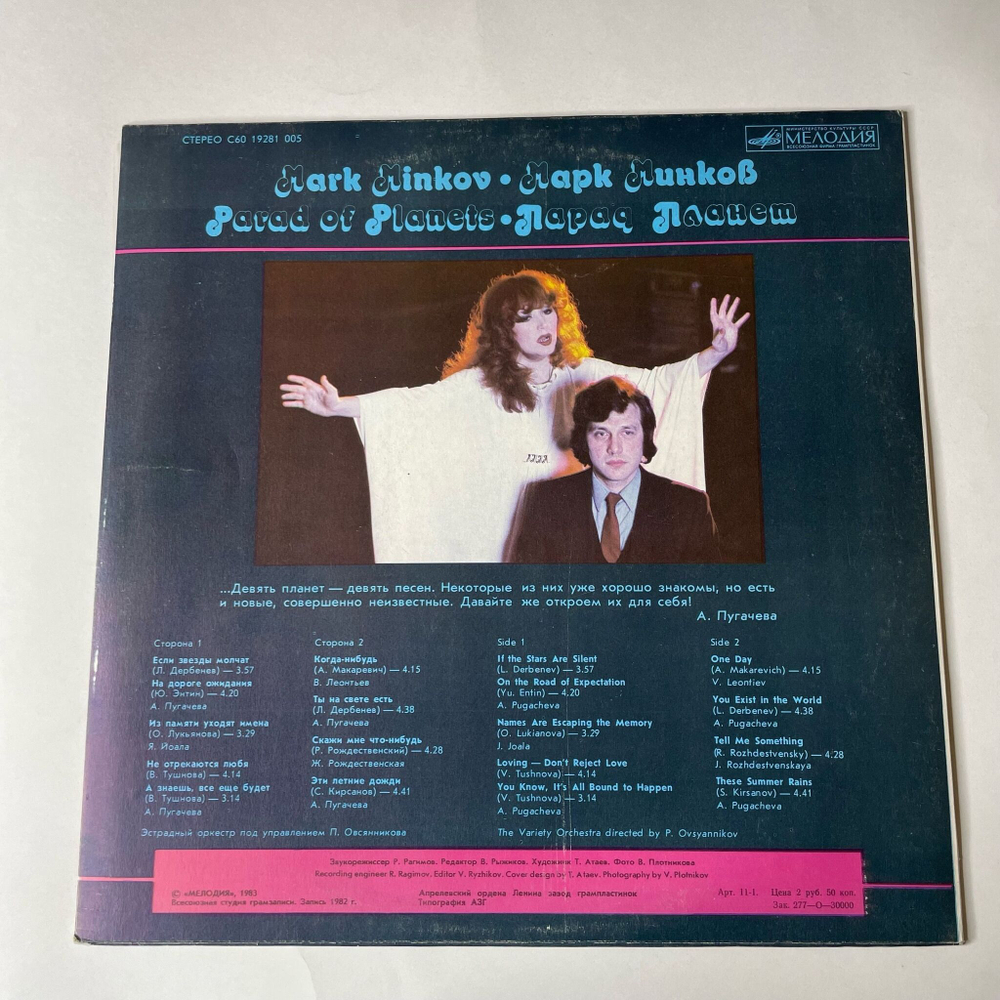 СТЕРЕО С60 19281 005
МИНИСТЕРСТВО КУЛЬТУРЫ СССР
МЕЛОДИЯ
ВСЕСОЮЗНАЯ ФИРМА ГРАМПЛАСТИНОК
Mark Minkov • Марк Минков
Parad of Planets • Парад Планет
...Девять планет — девять песен. Некоторые из них уже хорошо знакомы, но есть
и новые, совершенно неизвестные. Давайте же откроем их для себя!
А. Пугачева
Сторона 1
Если звезды молчат
(Л. Дербенев) — 3.57
На дороге ожидания
(Ю. Энтин) — 4.20
А. Пугачева
Из памяти уходят имена
(О. Лукьянова) — 3.29
Я. Йоала
Не отрекаются любя
(В. Тушнова) — 4.14
А знаешь, все еще будет
(В. Тушнова) — 3.14
А. Пугачева
Сторона 2
Когда-нибудь
(А. Макаревич) — 4.15
В. Леонтьев
Ты на свете есть
(Л. Дербенев) — 4.38
А. Пугачева
Скажи мне что-нибудь
(Р. Рождественский) — 4.28
Ж. Рождественская
Эти летние дожди
(С. Кирсанов) — 4.41
А. Пугачева
Side 1
If the Stars Are Silent
(L. Derbenev) — 3.57
On the Road of Expectation
(Yu. Entin) — 4.20
A. Pugacheva
Names Are Escaping the Memory
(O. Lukianova) — 3.29
J. Joala
Loving — Don't Reject Love
(V. Tushnova) — 4.14
You Know, It's All Bound to Happen
(V. Tushnova) — 3.14
A. Pugacheva
Side 2
One Day
(A. Makarevich) — 4.15
V. Leontiev
You Exist in the World
(L. Derbenev) — 4.38
A. Pugacheva
Tell Me Something
(R. Rozhdestvensky) — 4.28
J. Rozhdestvenskaya
These Summer Rains
(S. Kirsanov) — 4.41
A. Pugacheva
Эстрадный оркестр под управлением П. Овсянникова
The Variety Orchestra directed by P. Ovsyannikov
Звукорежиссер Р. Рагимов. Редактор В. Рыжиков. Художник Т. Атаев. Фото В. Плотникова
Recording engineer R. Ragimov. Editor V. Ryzhikov. Cover design by T. Ataev. Photography by V. Plotnikov
© «МЕЛОДИЯ», 1983
Всесоюзная студия грамзаписи. Запись 1982 г.
Апрелевский ордена Ленина завод грампластинок
Типография АЗГ
Арт. 11-1. Цена 2 руб. 50 коп.
Зак. 277—О—30000